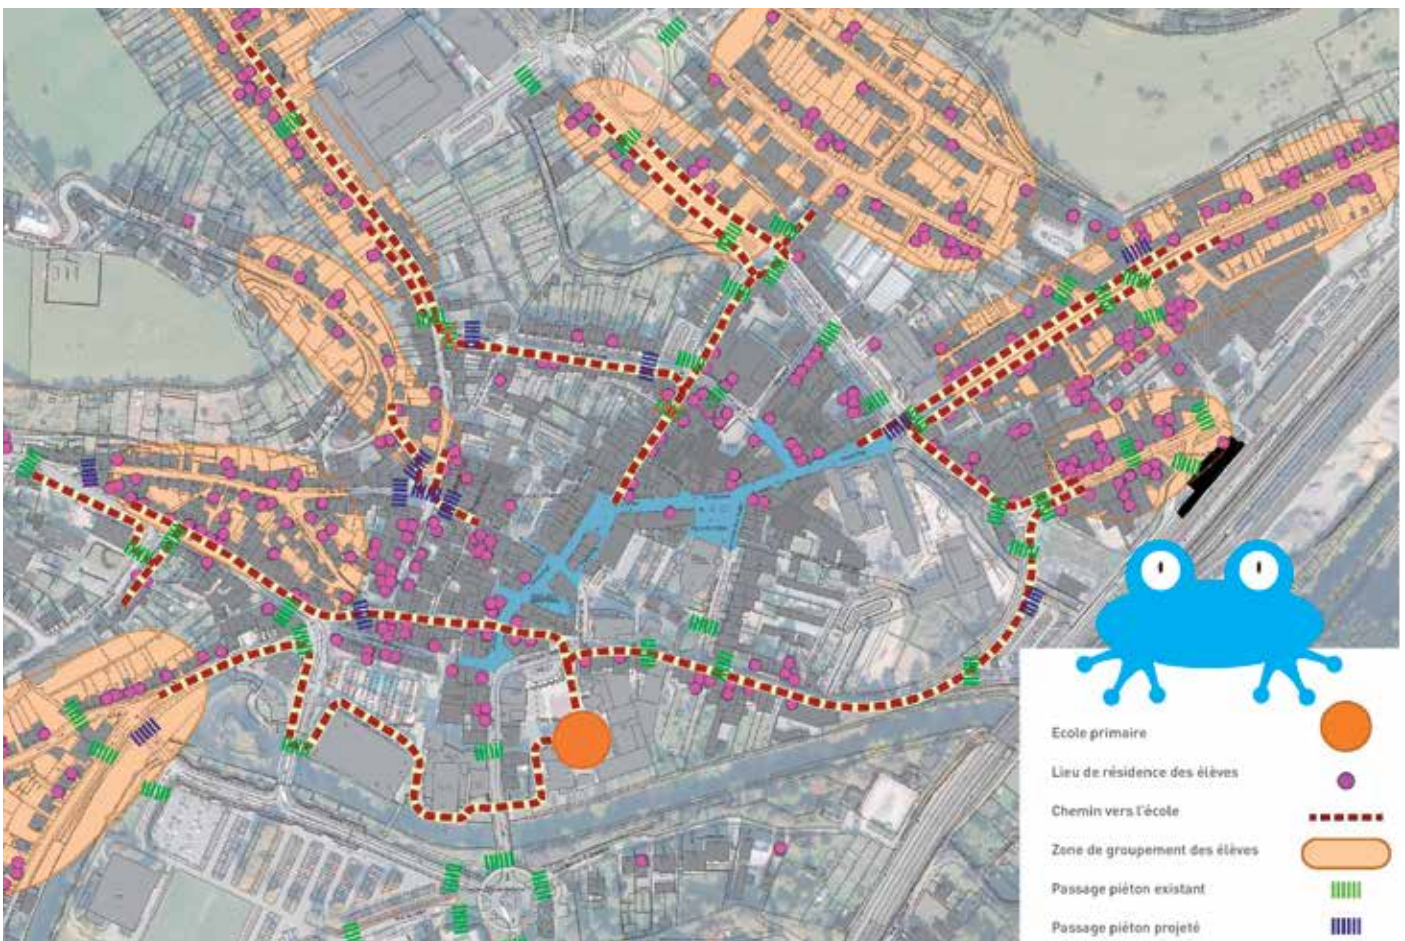 Ecole primaire
Lieu de résidence des élèves
Chemin vers l'école
Zone de groupement des élèves
Passage piéton existant
Passage piéton projeté